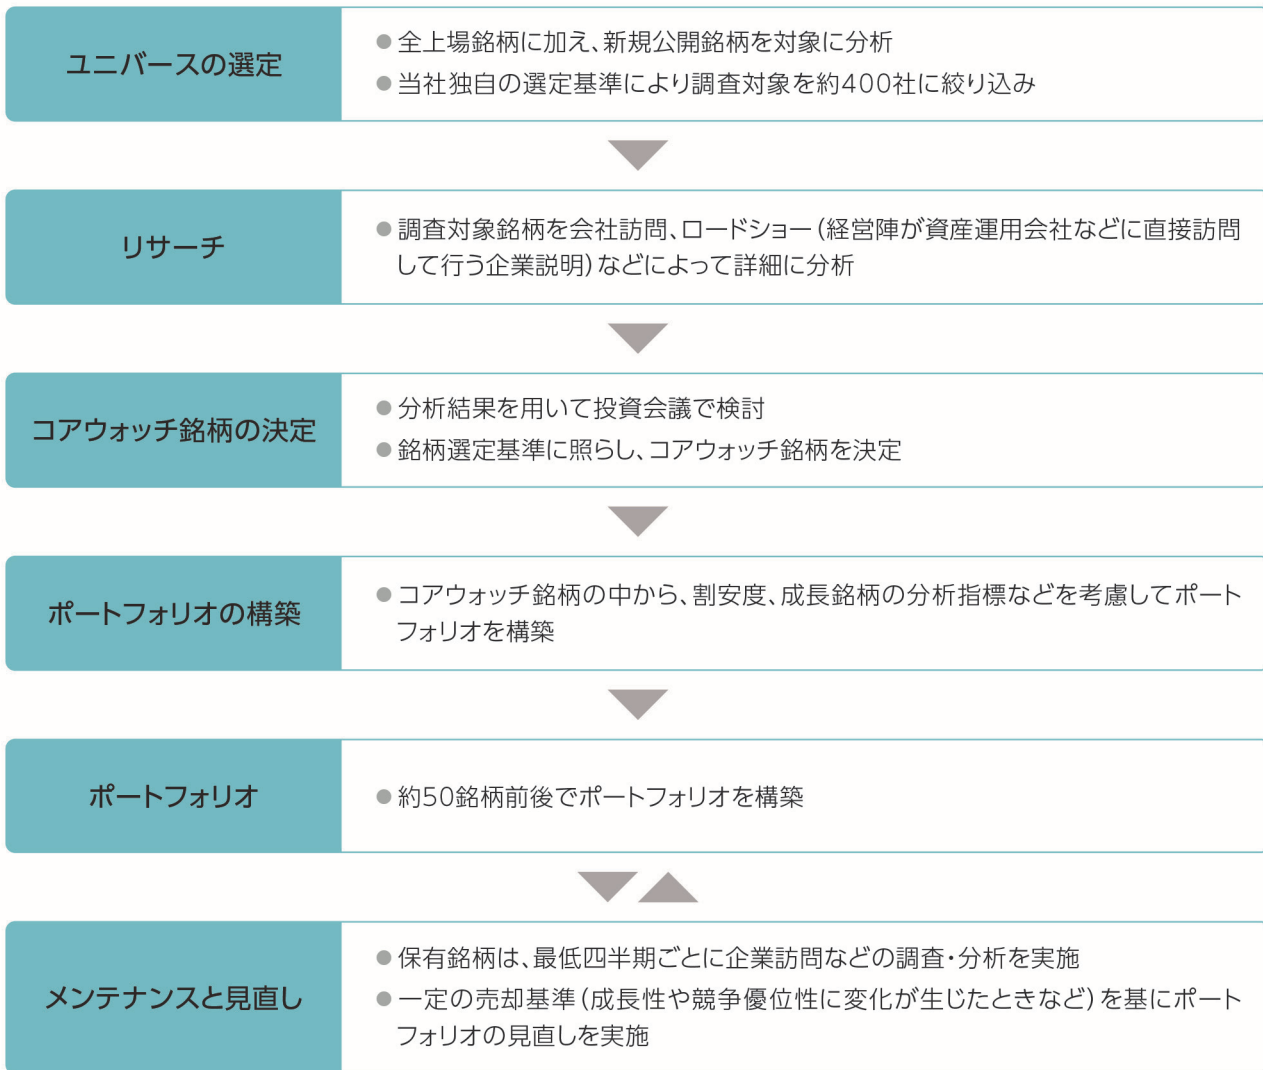 ユニバースの選定
●全上場銘柄に加え、新規公開銘柄を対象に分析
●当社独自の選定基準により調査対象を約400社に絞り込み
リサーチ
●調査対象銘柄を会社訪問、ロードショー(経営陣が資産運用会社などに直接訪問
して行う企業説明)などによって詳細に分析
コアウォッチ銘柄の決定
●分析結果を用いて投資会議で検討
●銘柄選定基準に照らし、コアウォッチ銘柄を決定
ポートフォリオの構築
●コアウォッチ銘柄の中から、割安度、成長銘柄の分析指標などを考慮してポート
フォリオを構築
ポートフォリオ
●約50銘柄前後でポートフォリオを構築
メンテナンスと見直し
●保有銘柄は、最低四半期ごとに企業訪問などの調査・分析を実施
●一定の売却基準(成長性や競争優位性に変化が生じたときなど)を基にポート
フォリオの見直しを実施